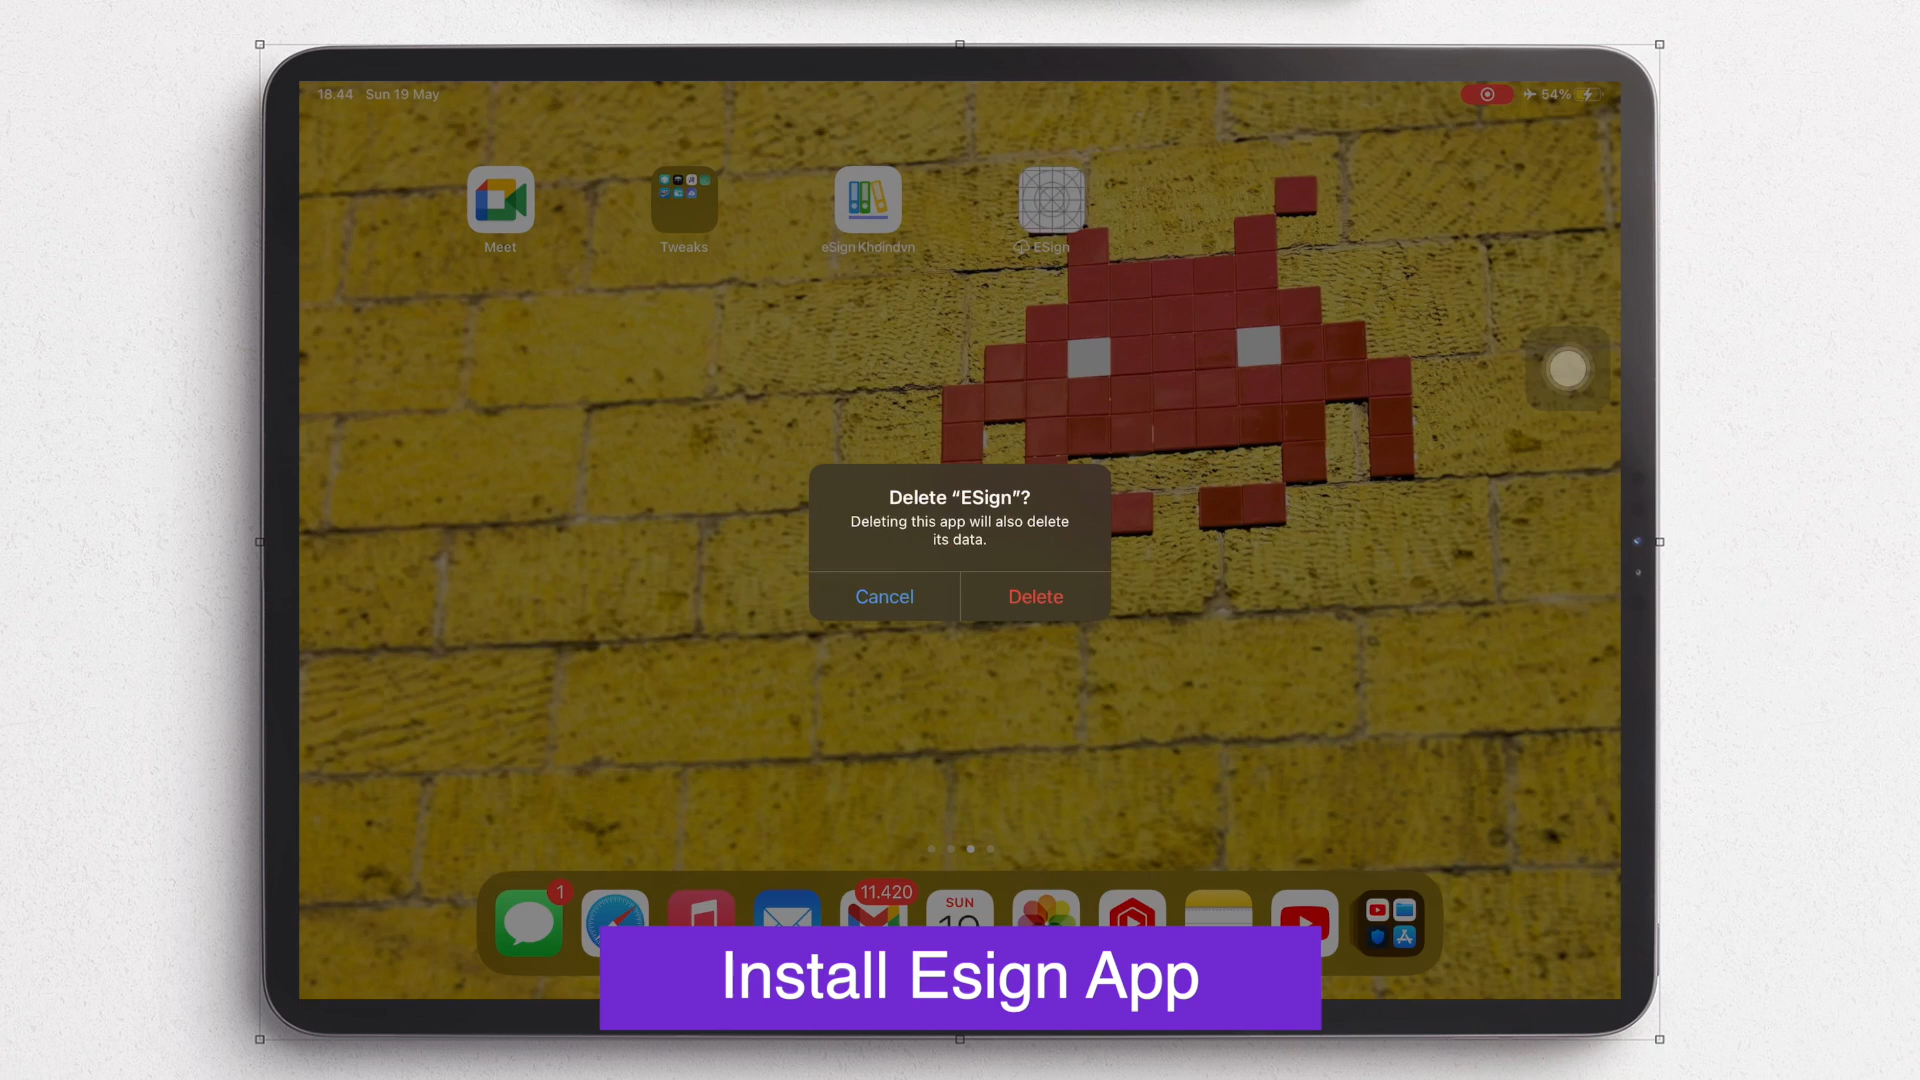 18.44 Sun 19 May
54%
Meet
Tweaks
eSign Khoindvn
ESign
Delete “ESign”?
Deleting this app will also delete
its data.
Cancel
Delete
1
11.420
SUN
Install Esign App